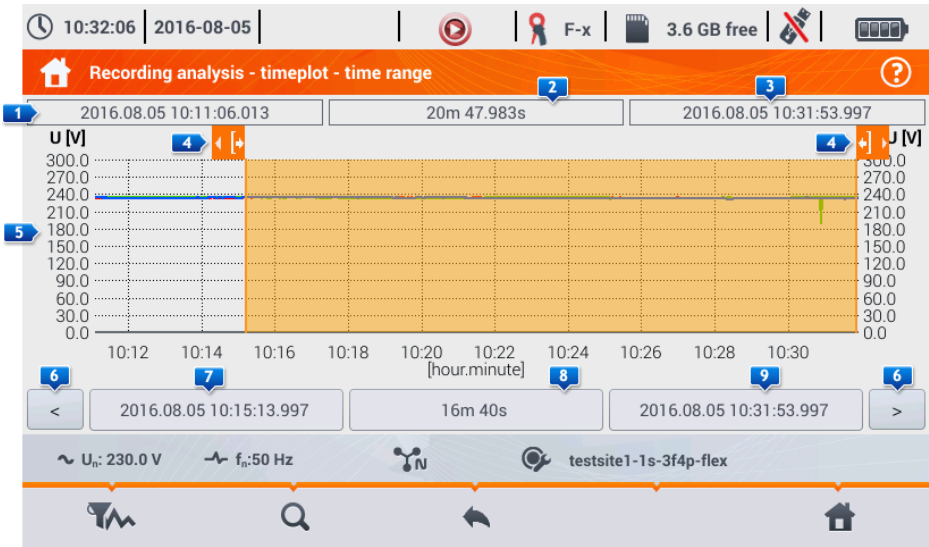 10:32:06 2016-08-05 F-x 3.6 GB free
Recording analysis - timeplot - time range ?
1 2016.08.05 10:11:06.013 2 20m 47.983s 3 2016.08.05 10:31:53.997
U [V] 4 4 U [V]
300.0 300.0
270.0 270.0
240.0 240.0
210.0 210.0
5 180.0 180.0
150.0 150.0
120.0 120.0
90.0 90.0
60.0 60.0
30.0 30.0
0.0 0.0
10:12 10:14 10:16 10:18 10:20 10:22 10:24 10:26 10:28 10:30
[hour.minute]
6 7 8 9 6
< 2016.08.05 10:15:13.997 16m 40s 2016.08.05 10:31:53.997 >
Uₙ: 230.0 V fₙ:50 Hz N testsite1-1s-3f4p-flex